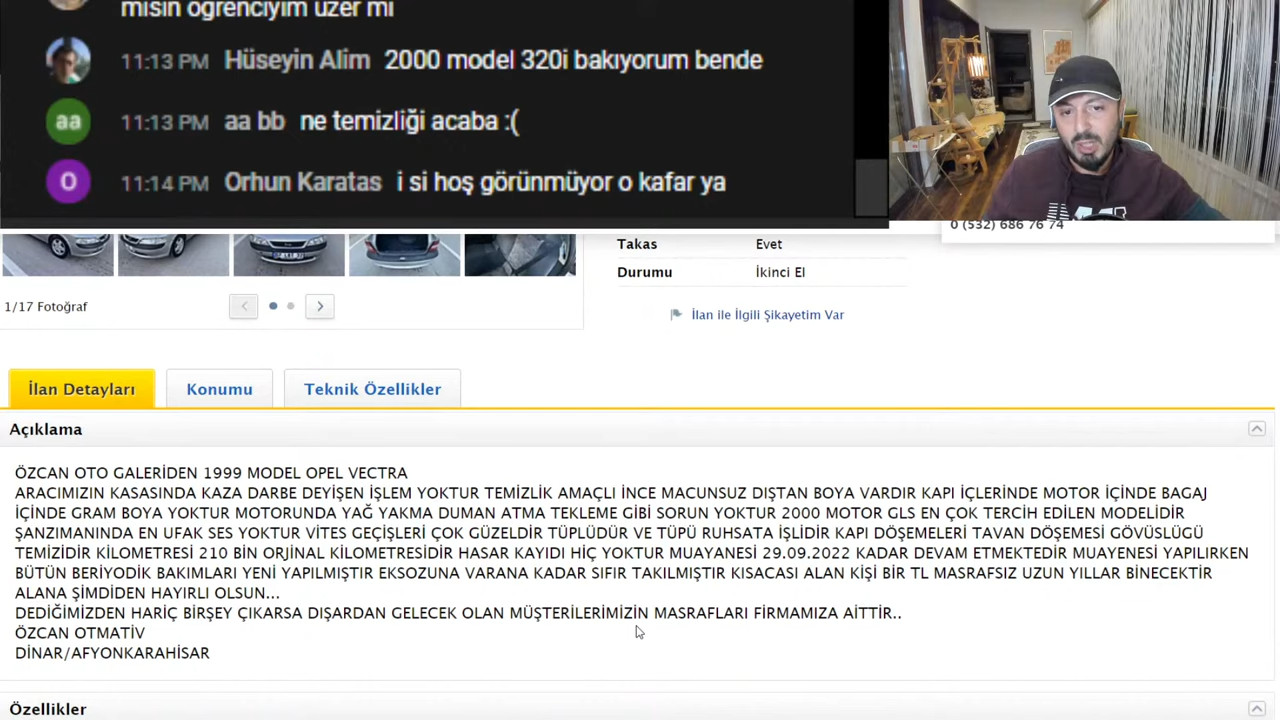 misin öğrenciyim üzer mi
11:13 PM Hüseyin Alim 2000 model 320i bakıyorum bende
aa 11:13 PM aa bb ne temizliği acaba :(
O 11:14 PM Orhun Karatas i si hoş görünmüyor o kafar ya
0 (532) 686 76 74
Takas Evet
Durumu İkinci El
1/17 Fotoğraf
İlan ile İlgili Şikayetim Var
İlan Detayları Konumu Teknik Özellikler
Açıklama
ÖZCAN OTO GALERİDEN 1999 MODEL OPEL VECTRA
ARACIMIZIN KASASINDA KAZA DARBE DEYİŞEN İŞLEM YOKTUR TEMİZLİK AMAÇLI İNCE MACUNSUZ DIŞTAN BOYA VARDIR KAPI İÇLERİNDE MOTOR İÇİNDE BAGAJ
İÇİNDE GRAM BOYA YOKTUR MOTORUNDA YAĞ YAKMA DUMAN ATMA TEKLEME GİBİ SORUN YOKTUR 2000 MOTOR GLS EN ÇOK TERCİH EDİLEN MODELİDİR
ŞANZIMANINDA EN UFAK SES YOKTUR VİTES GEÇİŞLERİ ÇOK GÜZELDİR TÜPLÜDÜR VE TÜPÜ RUHSATA İŞLİDİR KAPI DÖŞEMELERİ TAVAN DÖŞEMESİ GÖVÜSLÜGÜ
TEMİZİDİR KİLOMETRESİ 210 BİN ORJİNAL KİLOMETRESİDİR HASAR KAYIDI HİÇ YOKTUR MUAYANESİ 29.09.2022 KADAR DEVAM ETMEKTEDİR MUAYENESİ YAPILIRKEN
BÜTÜN BERİYODİK BAKIMLARI YENİ YAPILMIŞTIR EKSOZUNA VARANA KADAR SIFIR TAKILMIŞTIR KISACASI ALAN KİŞİ BİR TL MASRAFSIZ UZUN YILLAR BİNECEKTİR
ALANA ŞİMDİDEN HAYIRLI OLSUN...
DEDİĞİMİZDEN HARİÇ BİRŞEY ÇIKARSA DIŞARDAN GELECEK OLAN MÜŞTERİLERİMİZİN MASRAFLARI FİRMAMIZA AİTTİR..
ÖZCAN OTMATİV
DİNAR/AFYONKARAHİSAR
Özellikler